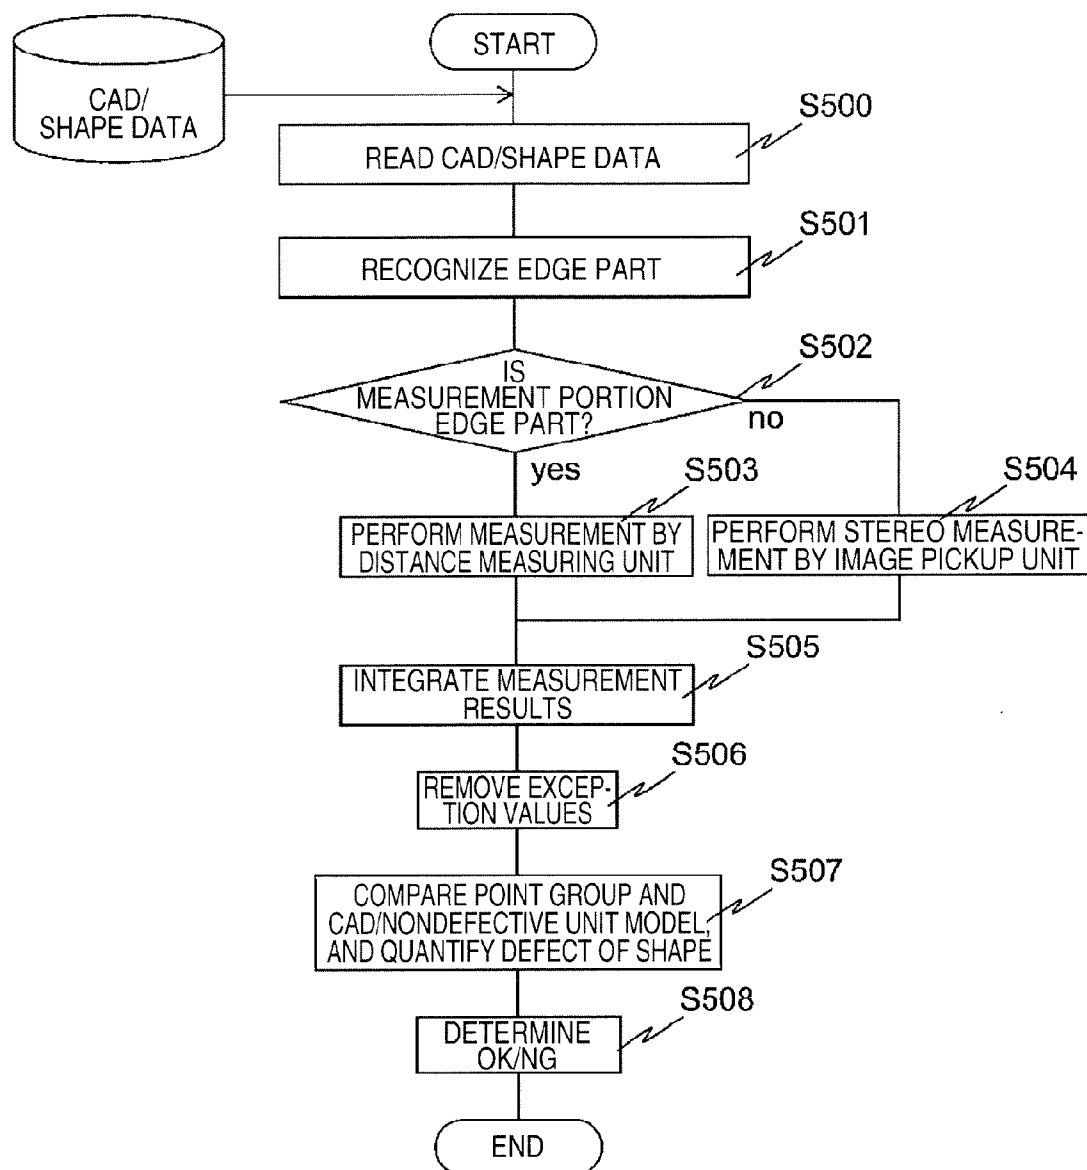 START
CAD/
SHAPE DATA
S500
READ CAD/SHAPE DATA
S501
RECOGNIZE EDGE PART
S502
IS
MEASUREMENT PORTION
EDGE PART?
no
yes
S503
S504
PERFORM MEASUREMENT BY
DISTANCE MEASURING UNIT
PERFORM STEREO MEASURE-
MENT BY IMAGE PICKUP UNIT
S505
INTEGRATE MEASUREMENT
RESULTS
S506
REMOVE EXCEP-
TION VALUES
S507
COMPARE POINT GROUP AND
CAD/NONDEFECTIVE UNIT MODEL,
AND QUANTIFY DEFECT OF SHAPE
S508
DETERMINE
OK/NG
END